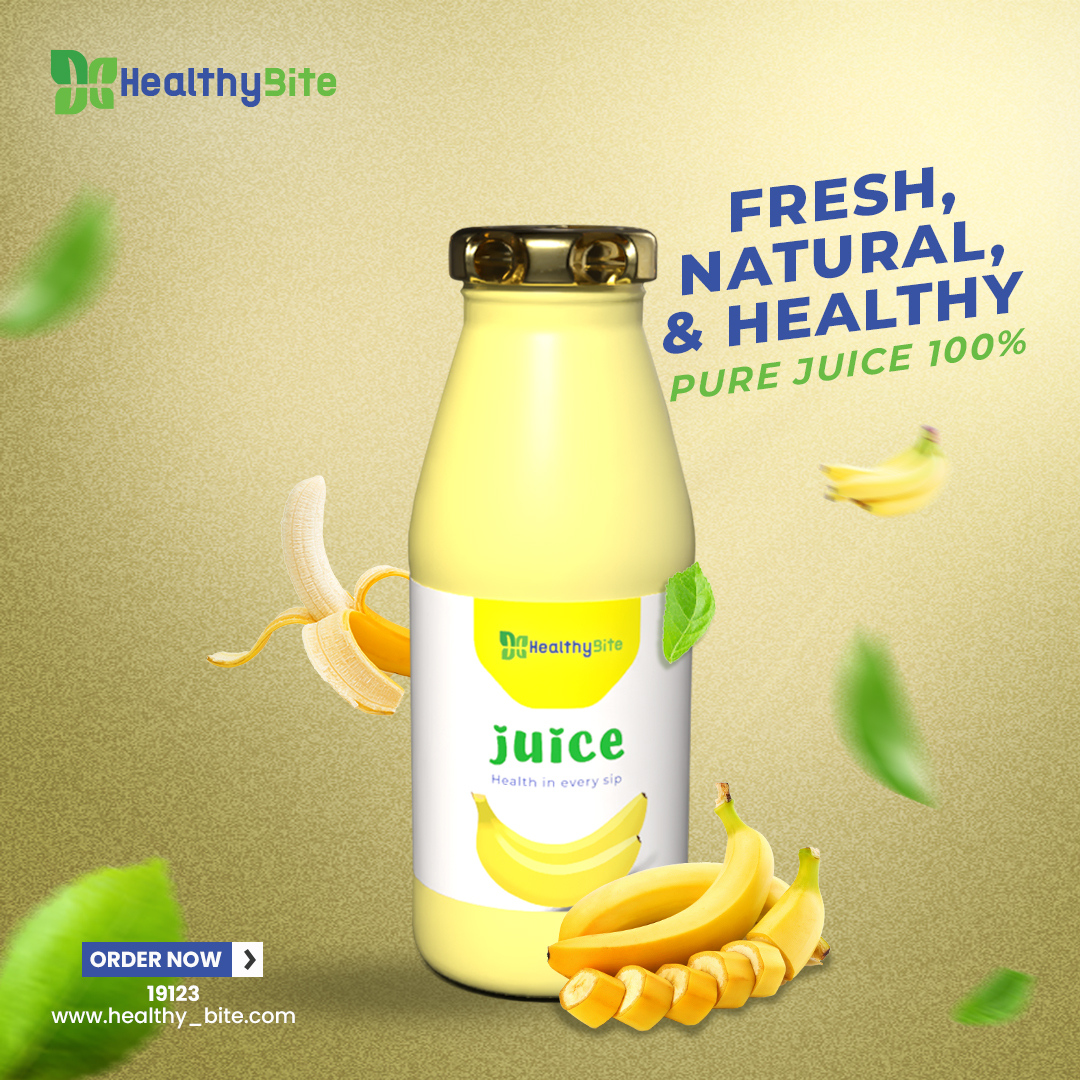 HealthyBite
FRESH,
NATURAL,
& HEALTHY
PURE JUICE 100%
HealthyBite
juice
Health in every sip
ORDER NOW
19123
www.healthy_bite.com